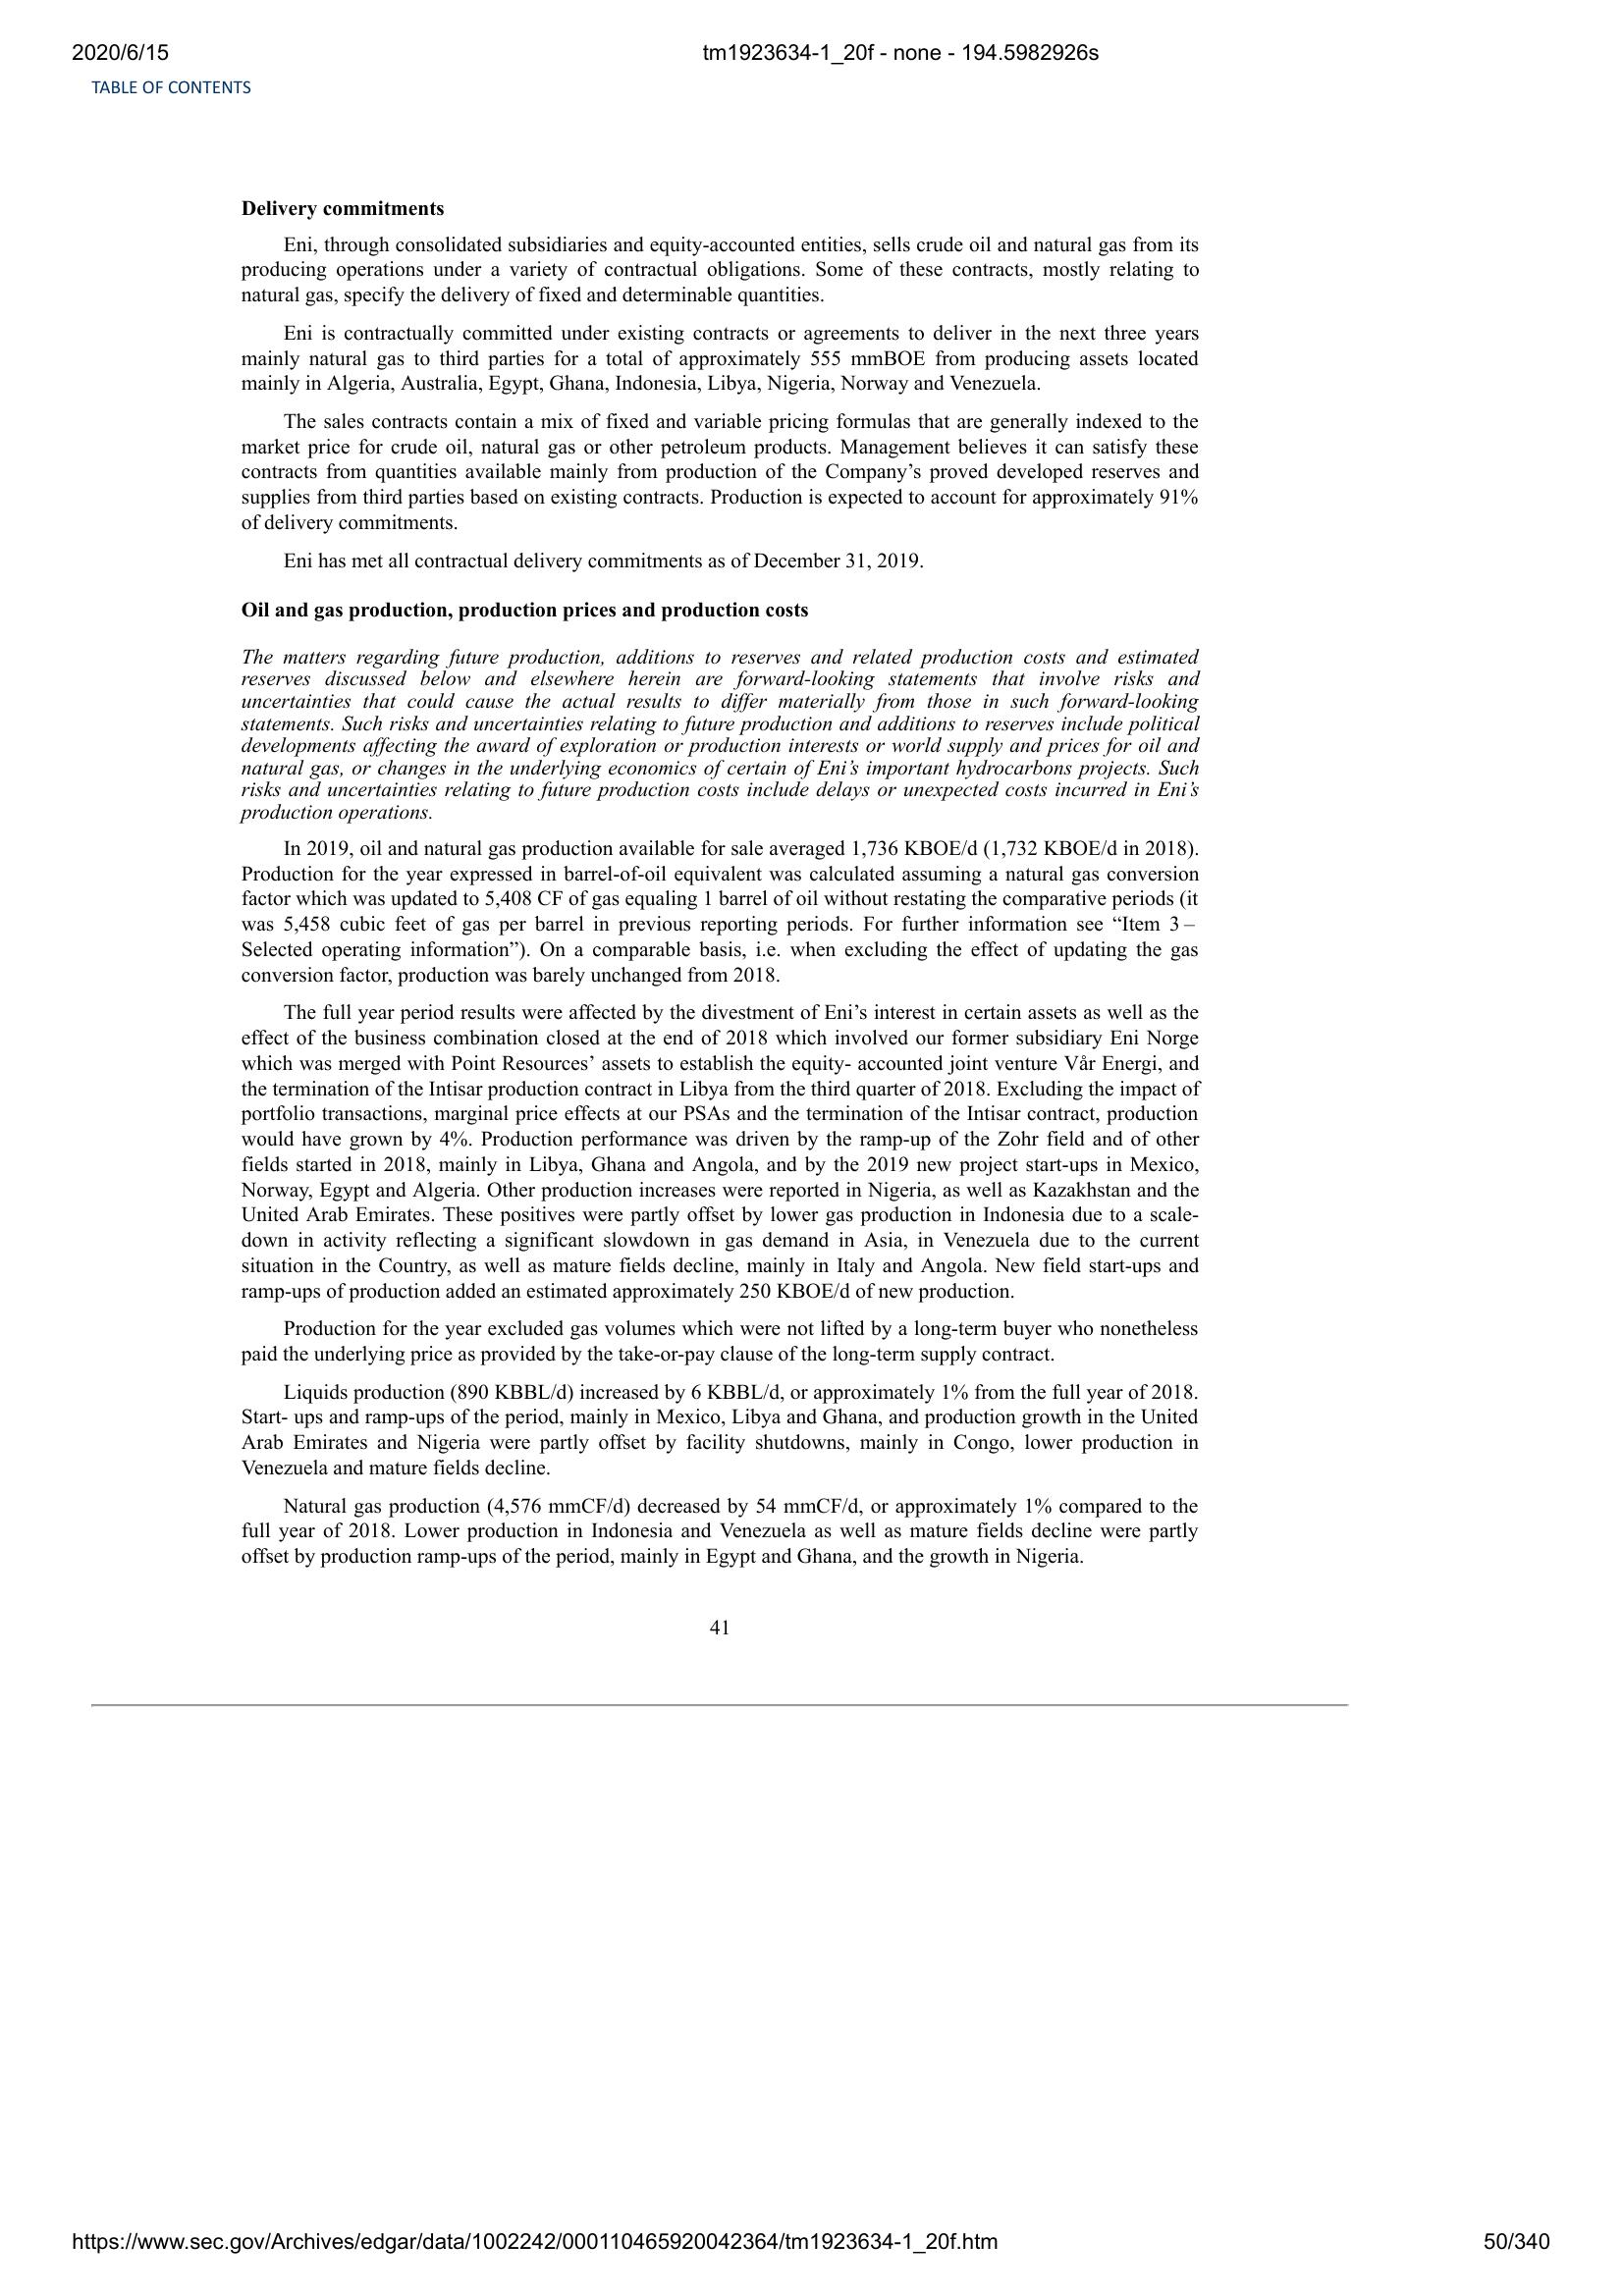 2020/6/15
tm1923634-1_20f - none - 194.5982926s
TABLE OF CONTENTS
Delivery commitments
Eni, through consolidated subsidiaries and equity-accounted entities, sells crude oil and natural gas from its
producing operations under a variety of contractual obligations. Some of these contracts, mostly relating to
natural gas, specify the delivery of fixed and determinable quantities.
Eni is contractually committed under existing contracts or agreements to deliver in the next three years
mainly natural gas to third parties for a total of approximately 555 mmBOE from producing assets located
mainly in Algeria, Australia, Egypt, Ghana, Indonesia, Libya, Nigeria, Norway and Venezuela.
The sales contracts contain a mix of fixed and variable pricing formulas that are generally indexed to the
market price for crude oil, natural gas or other petroleum products. Management believes it can satisfy these
contracts from quantities available mainly from production of the Company’s proved developed reserves and
supplies from third parties based on existing contracts. Production is expected to account for approximately 91%
of delivery commitments.
Eni has met all contractual delivery commitments as of December 31, 2019.
Oil and gas production, production prices and production costs
The matters regarding future production, additions to reserves and related production costs and estimated
reserves discussed below and elsewhere herein are forward-looking statements that involve risks and
uncertainties that could cause the actual results to differ materially from those in such forward-looking
statements. Such risks and uncertainties relating to future production and additions to reserves include political
developments affecting the award of exploration or production interests or world supply and prices for oil and
natural gas, or changes in the underlying economics of certain of Eni’s important hydrocarbons projects. Such
risks and uncertainties relating to future production costs include delays or unexpected costs incurred in Eni’s
production operations.
In 2019, oil and natural gas production available for sale averaged 1,736 KBOE/d (1,732 KBOE/d in 2018).
Production for the year expressed in barrel-of-oil equivalent was calculated assuming a natural gas conversion
factor which was updated to 5,408 CF of gas equaling 1 barrel of oil without restating the comparative periods (it
was 5,458 cubic feet of gas per barrel in previous reporting periods. For further information see “Item 3 –
Selected operating information”). On a comparable basis, i.e. when excluding the effect of updating the gas
conversion factor, production was barely unchanged from 2018.
The full year period results were affected by the divestment of Eni’s interest in certain assets as well as the
effect of the business combination closed at the end of 2018 which involved our former subsidiary Eni Norge
which was merged with Point Resources’ assets to establish the equity- accounted joint venture Vår Energi, and
the termination of the Intisar production contract in Libya from the third quarter of 2018. Excluding the impact of
portfolio transactions, marginal price effects at our PSAs and the termination of the Intisar contract, production
would have grown by 4%. Production performance was driven by the ramp-up of the Zohr field and of other
fields started in 2018, mainly in Libya, Ghana and Angola, and by the 2019 new project start-ups in Mexico,
Norway, Egypt and Algeria. Other production increases were reported in Nigeria, as well as Kazakhstan and the
United Arab Emirates. These positives were partly offset by lower gas production in Indonesia due to a scale-
down in activity reflecting a significant slowdown in gas demand in Asia, in Venezuela due to the current
situation in the Country, as well as mature fields decline, mainly in Italy and Angola. New field start-ups and
ramp-ups of production added an estimated approximately 250 KBOE/d of new production.
Production for the year excluded gas volumes which were not lifted by a long-term buyer who nonetheless
paid the underlying price as provided by the take-or-pay clause of the long-term supply contract.
Liquids production (890 KBBL/d) increased by 6 KBBL/d, or approximately 1% from the full year of 2018.
Start- ups and ramp-ups of the period, mainly in Mexico, Libya and Ghana, and production growth in the United
Arab Emirates and Nigeria were partly offset by facility shutdowns, mainly in Congo, lower production in
Venezuela and mature fields decline.
Natural gas production (4,576 mmCF/d) decreased by 54 mmCF/d, or approximately 1% compared to the
full year of 2018. Lower production in Indonesia and Venezuela as well as mature fields decline were partly
offset by production ramp-ups of the period, mainly in Egypt and Ghana, and the growth in Nigeria.
41
https://www.sec.gov/Archives/edgar/data/1002242/000110465920042364/tm1923634-1_20f.htm
50/340